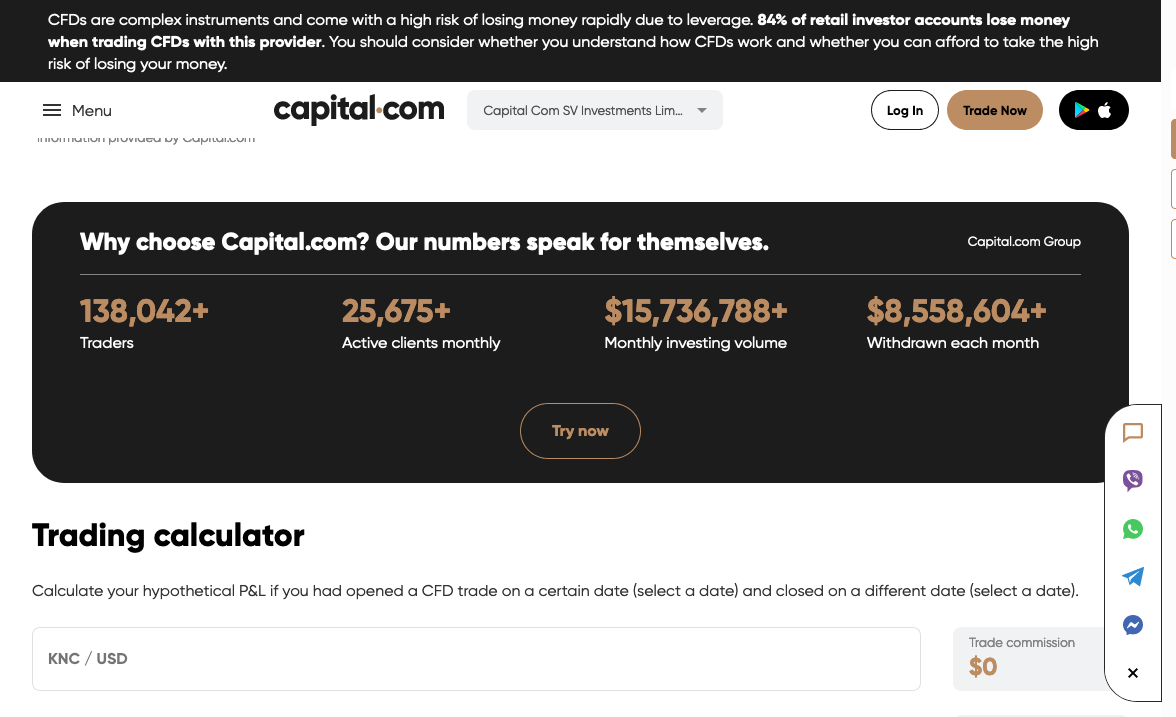 CFDs are complex instruments and come with a high risk of losing money rapidly due to leverage. 84% of retail investor accounts lose money
when trading CFDs with this provider. You should consider whether you understand how CFDs work and whether you can afford to take the high
risk of losing your money.
Menu
capital.com
Capital Com SV Investments Lim...
Log In
Trade Now
information provided by Capital.com
Why choose Capital.com? Our numbers speak for themselves.
Capital.com Group
138,042+
25,675+
$15,736,788+
$8,558,604+
Traders
Active clients monthly
Monthly investing volume
Withdrawn each month
Try now
Trading calculator
Calculate your hypothetical P&L if you had opened a CFD trade on a certain date (select a date) and closed on a different date (select a date).
KNC / USD
Trade commission
$0